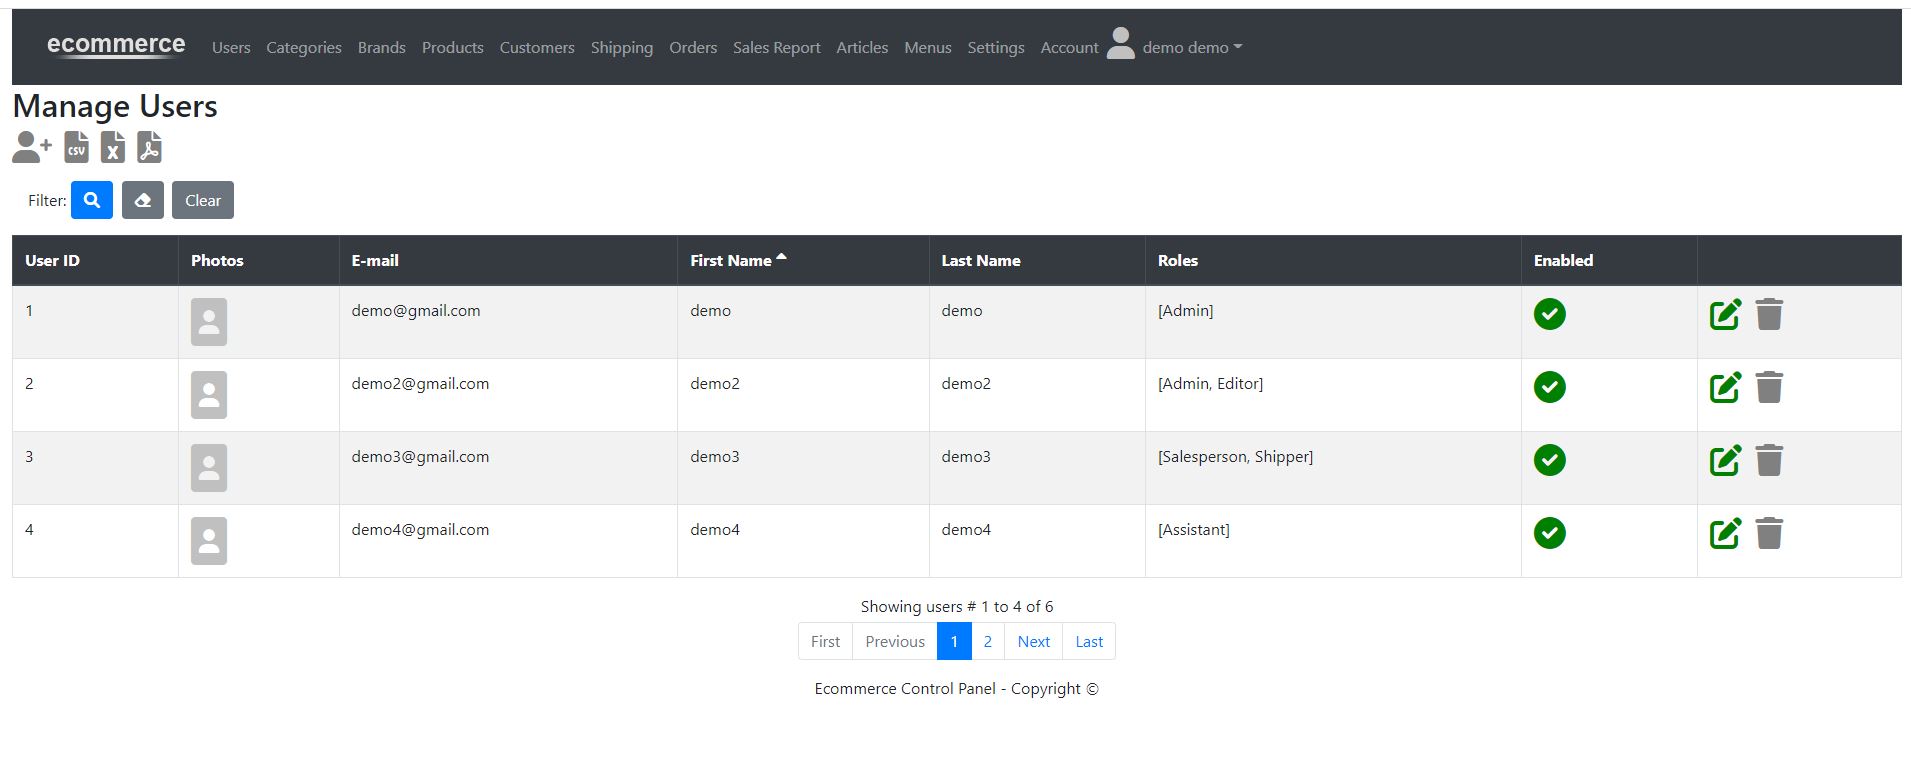 ecommerce Users Categories Brands Products Customers Shipping Orders Sales Report Articles Menus Settings Account demo demo
Manage Users
CSV X
Filter: Clear
User ID Photos E-mail First Name Last Name Roles Enabled
1 demo@gmail.com demo demo [Admin]
2 demo2@gmail.com demo2 demo2 [Admin, Editor]
3 demo3@gmail.com demo3 demo3 [Salesperson, Shipper]
4 demo4@gmail.com demo4 demo4 [Assistant]
Showing users # 1 to 4 of 6
First Previous 1 2 Next Last
Ecommerce Control Panel - Copyright ©